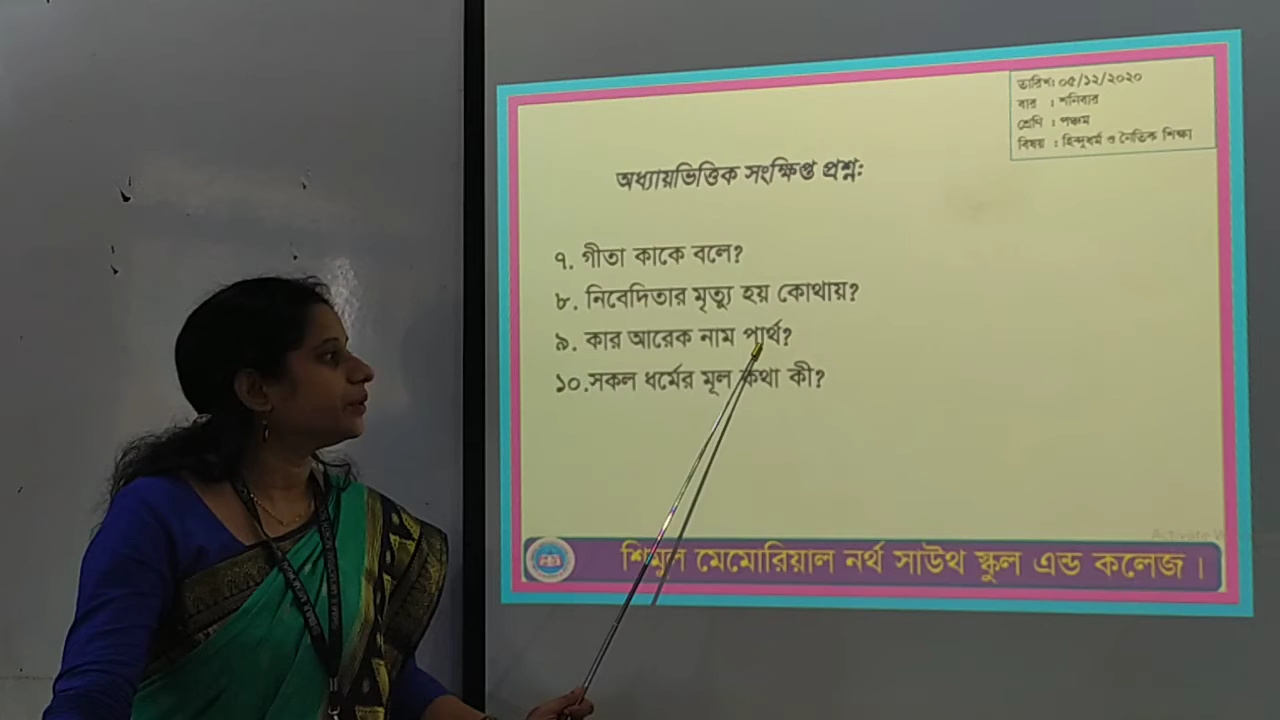 তারিখ: ০৫/১২/২০২০
বার : শনিবার
শ্রেণি : পঞ্চম
বিষয় : হিন্দুধর্ম ও নৈতিক শিক্ষা
অধ্যায়ভিত্তিক সংক্ষিপ্ত প্রশ্ন:
৭. গীতা কাকে বলে?
৮. নিবেদিতার মৃত্যু হয় কোথায়?
৯. কার আরেক নাম পার্থ?
১০.সকল ধর্মের মূল কথা কী?
Activate
শিমুল মেমোরিয়াল নর্থ সাউথ স্কুল এন্ড কলেজ।